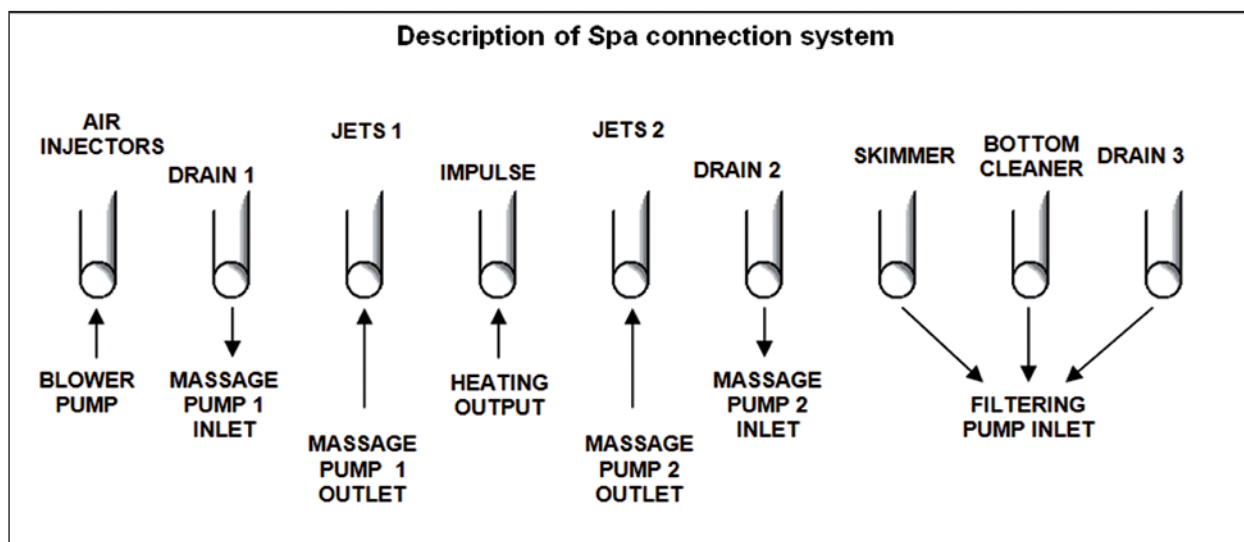 Description of Spa connection system
AIR
INJECTORS
DRAIN 1
JETS 1
IMPULSE
JETS 2
DRAIN 2
SKIMMER
BOTTOM
CLEANER
DRAIN 3
BLOWER
PUMP
MASSAGE
PUMP 1
INLET
MASSAGE
PUMP 1
OUTLET
HEATING
OUTPUT
MASSAGE
PUMP 2
OUTLET
MASSAGE
PUMP 2
INLET
FILTERING
PUMP INLET